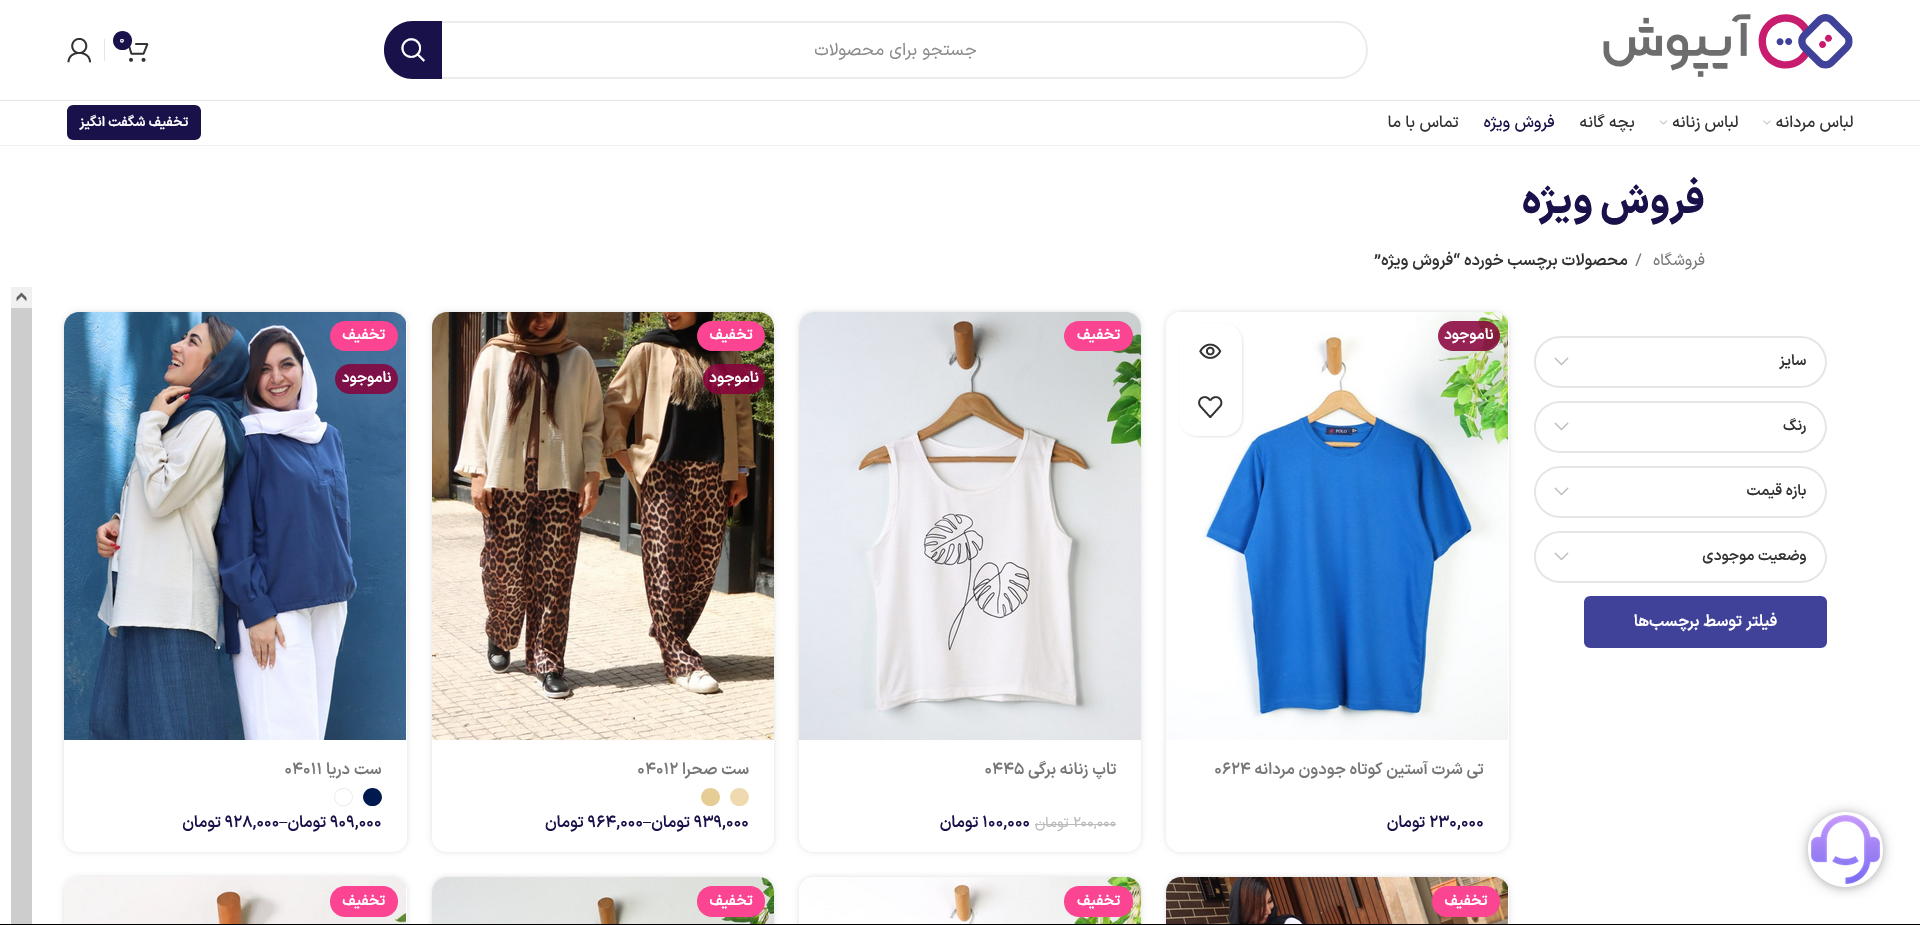 آیپوش
جستجو برای محصولات
۰
لباس مردانه
لباس زنانه
بچه گانه
فروش ویژه
تماس با ما
تخفیف شگفت انگیز
فروش ویژه
فروشگاه / محصولات برچسب خورده “فروش ویژه”
سایز
رنگ
بازه قیمت
وضعیت موجودی
فیلتر توسط برچسب‌ها
ناموجود
POLO
تی شرت آستین کوتاه جودون مردانه ۰۶۲۴
۲۳۰,۰۰۰ تومان
تخفیف
تاپ زنانه برگی ۰۴۴۵
۲۰۰,۰۰۰ تومان ۱۰۰,۰۰۰ تومان
تخفیف
ناموجود
ست صحرا ۰۴۰۱۲
۹۳۹,۰۰۰ تومان–۹۶۴,۰۰۰ تومان
تخفیف
ناموجود
ست دریا ۰۴۰۱۱
۹۰۹,۰۰۰ تومان–۹۲۸,۰۰۰ تومان
تخفیف
تخفیف
تخفیف
تخفیف